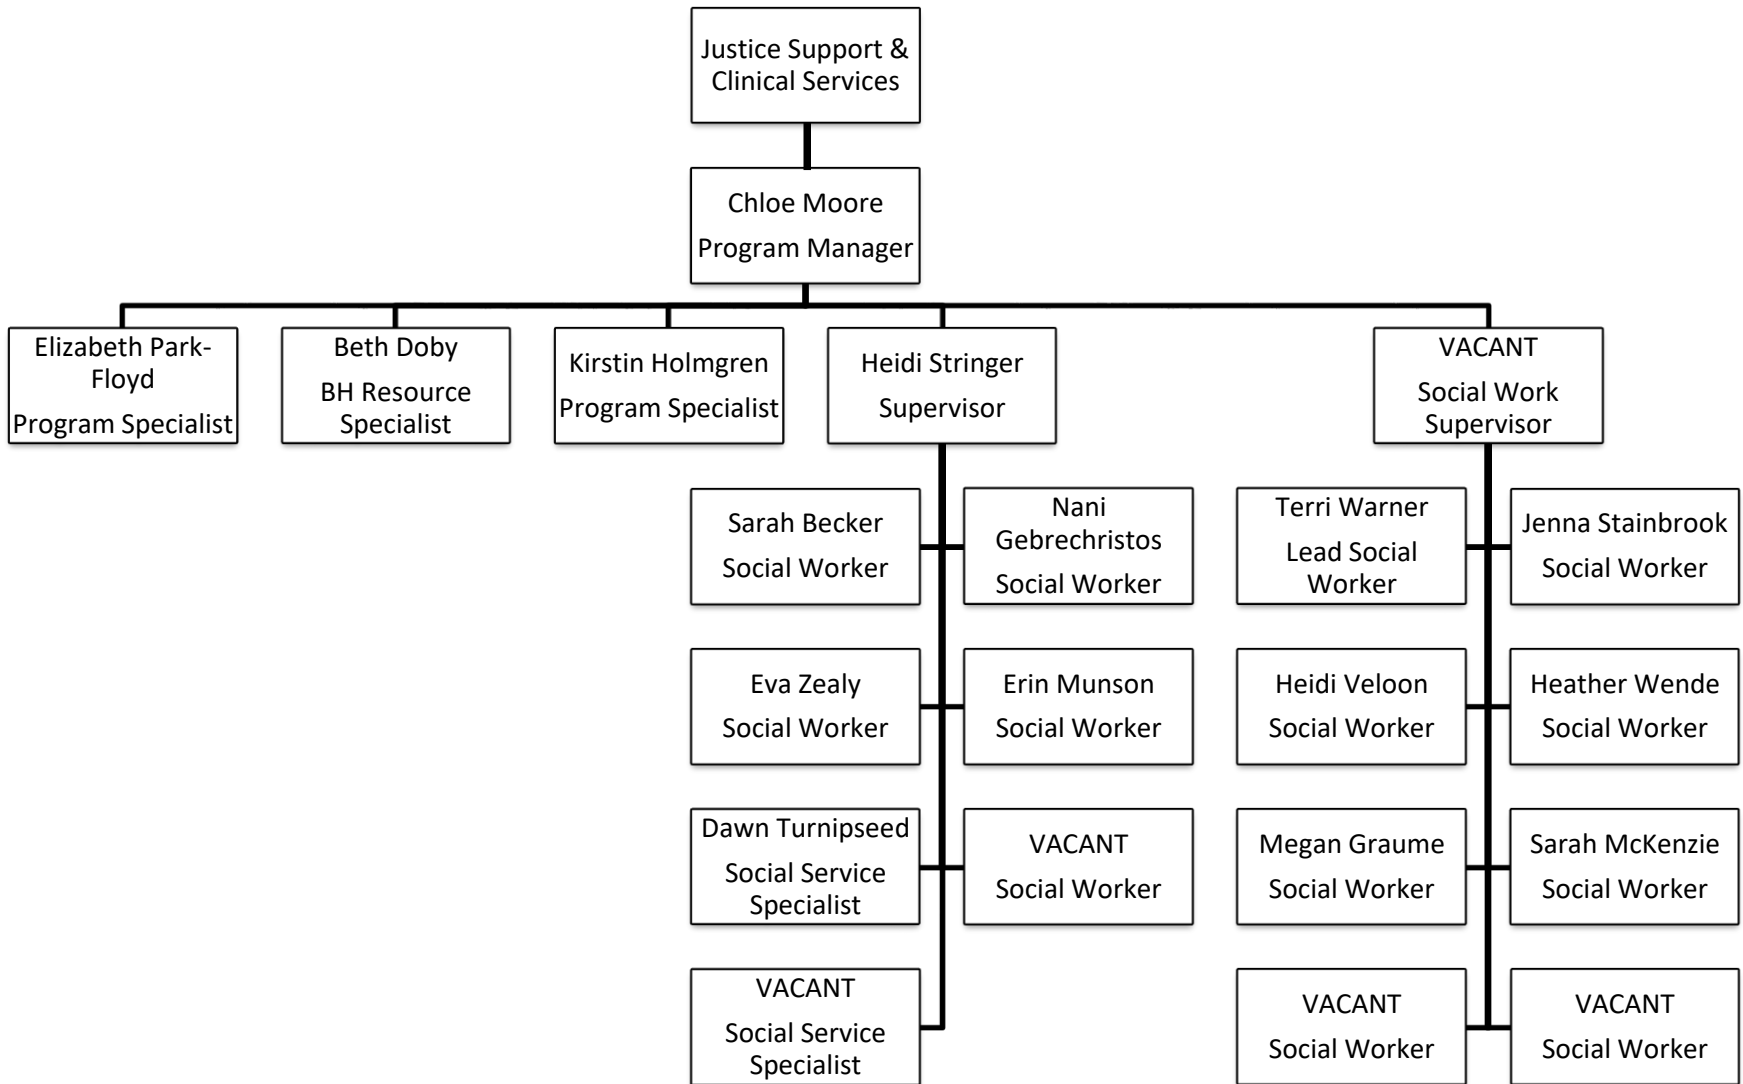 Justice Support &
Clinical Services
Chloe Moore
Program Manager
Elizabeth Park-
Floyd
Program Specialist
Beth Doby
BH Resource
Specialist
Kirstin Holmgren
Program Specialist
Heidi Stringer
Supervisor
VACANT
Social Work
Supervisor
Sarah Becker
Social Worker
Nani
Gebrechristos
Social Worker
Terri Warner
Lead Social
Worker
Jenna Stainbrook
Social Worker
Eva Zealy
Social Worker
Erin Munson
Social Worker
Heidi Veloon
Social Worker
Heather Wende
Social Worker
Dawn Turnipseed
Social Service
Specialist
VACANT
Social Worker
Megan Graume
Social Worker
Sarah McKenzie
Social Worker
VACANT
Social Service
Specialist
VACANT
Social Worker
VACANT
Social Worker